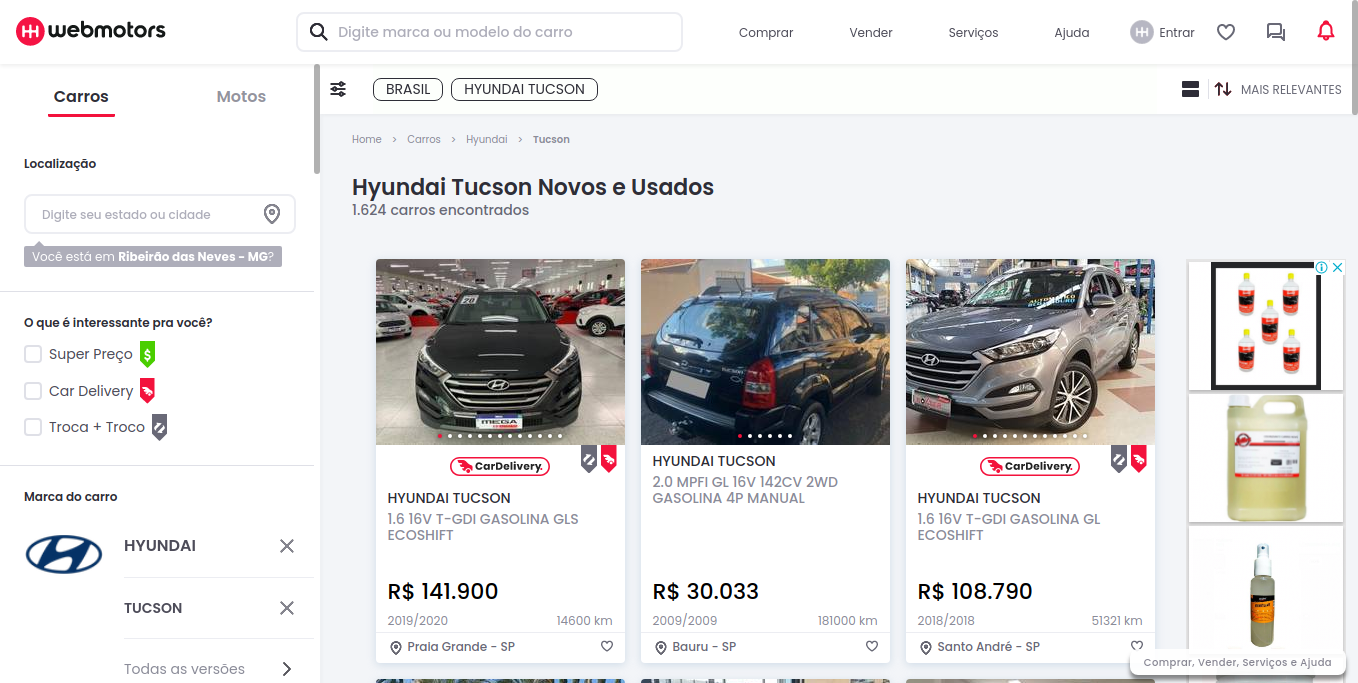 webmotors
Digite marca ou modelo do carro
Comprar
Vender
Serviços
Ajuda
Entrar
Carros
Motos
BRASIL
HYUNDAI TUCSON
MAIS RELEVANTES
Localização
Digite seu estado ou cidade
Você está em Ribeirão das Neves - MG?
O que é interessante pra você?
Super Preço
Car Delivery
Troca + Troco
Marca do carro
HYUNDAI
TUCSON
Todas as versões
Home > Carros > Hyundai > Tucson
Hyundai Tucson Novos e Usados
1.624 carros encontrados
20
MEGA
CarDelivery.
HYUNDAI TUCSON
1.6 16V T-GDI GASOLINA GLS
ECOSHIFT
R$ 141.900
2019/2020
14600 km
Praia Grande - SP
HYUNDAI TUCSON
2.0 MPFI GL 16V 142CV 2WD
GASOLINA 4P MANUAL
R$ 30.033
2009/2009
181000 km
Bauru - SP
AUTOMÁTICO
CarDelivery.
HYUNDAI TUCSON
1.6 16V T-GDI GASOLINA GL
ECOSHIFT
R$ 108.790
2018/2018
51321 km
Santo André - SP
Comprar, Vender, Serviços e Ajuda